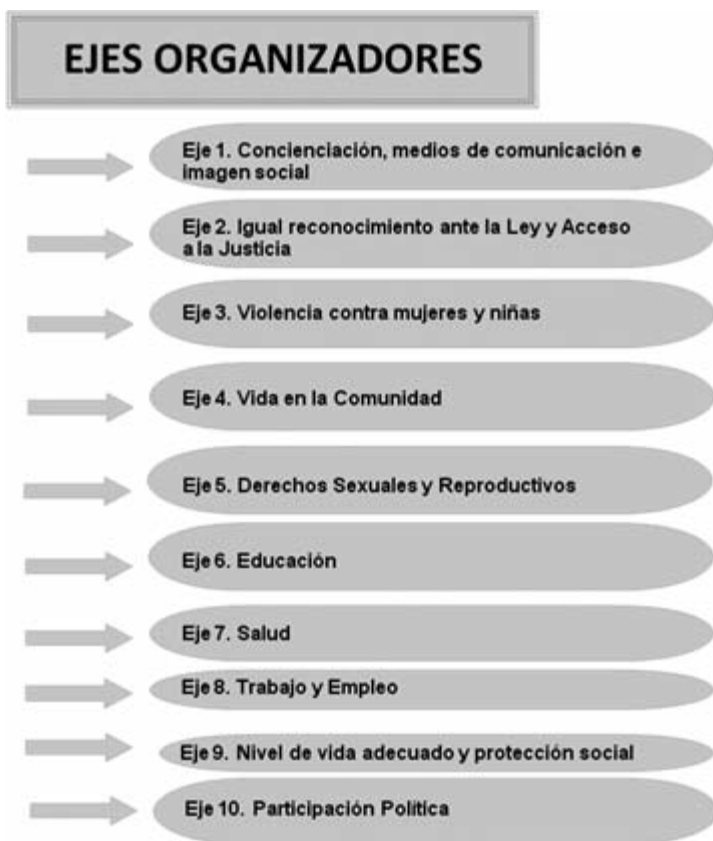 EJES ORGANIZADORES
Eje 1. Concienciación, medios de comunicación e
imagen social
Eje 2. Igual reconocimiento ante la Ley y Acceso
a la Justicia
Eje 3. Violencia contra mujeres y niñas
Eje 4. Vida en la Comunidad
Eje 5. Derechos Sexuales y Reproductivos
Eje 6. Educación
Eje 7. Salud
Eje 8. Trabajo y Empleo
Eje 9. Nivel de vida adecuado y protección social
Eje 10. Participación Política